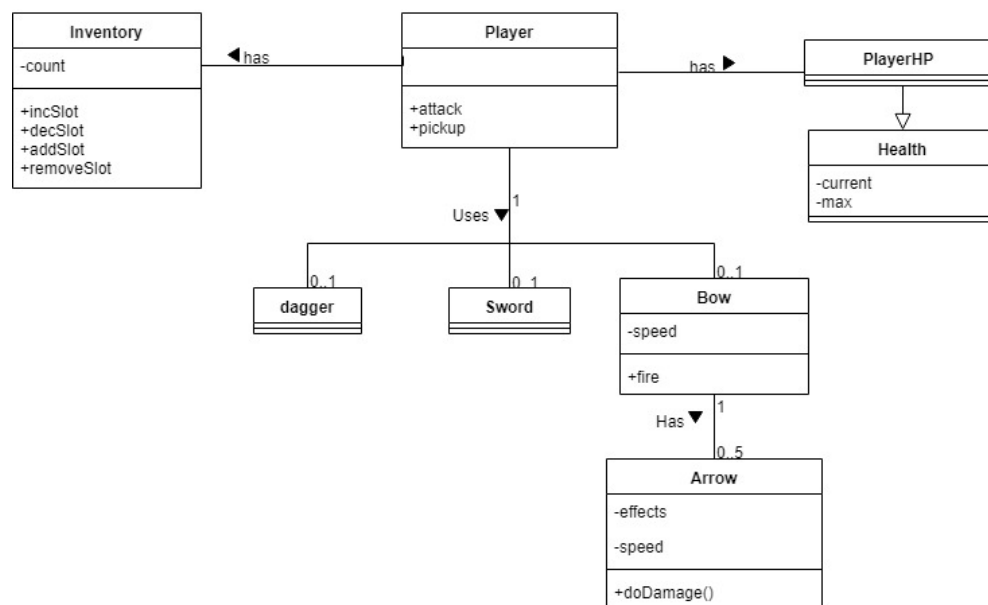 Inventory
-count
+incSlot
+decSlot
+addSlot
+removeSlot
has
Player
+attack
+pickup
has
PlayerHP
Health
-current
-max
Uses
1
0..1
dagger
0..1
Sword
0..1
Bow
-speed
+fire
Has
1
0..5
Arrow
-effects
-speed
+doDamage()